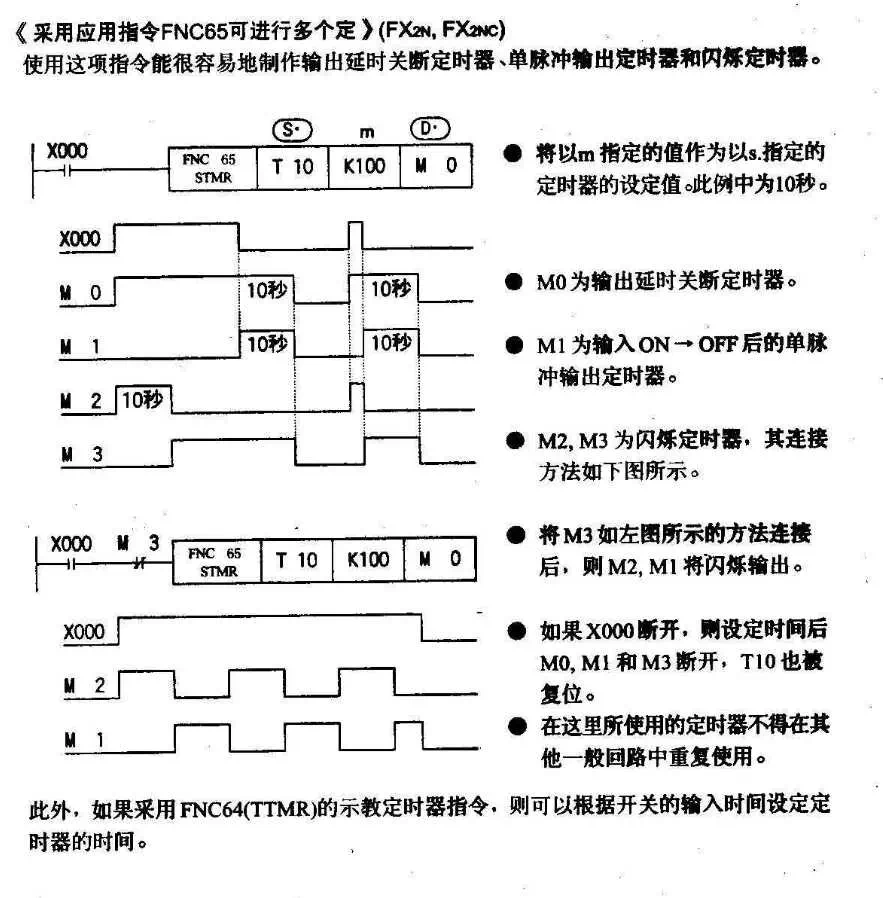 《采用应用指令FNC65可进行多个定》(FX2N, FX2NC)
使用这项指令能很容易地制作输出延时关断定时器、单脉冲输出定时器和闪烁定时器。
S· m D·
X000 FNC 65 STMR T 10 K100 M 0
X000
M 0 10秒 10秒
M 1 10秒 10秒
M 2 10秒
M 3
● 将以m指定的值作为以s.指定的
定时器的设定值。此例中为10秒。
● M0为输出延时关断定时器。
● M1为输入ON→OFF后的单脉
冲输出定时器。
● M2, M3为闪烁定时器，其连接
方法如下图所示。
X000 M 3 FNC 65 STMR T 10 K100 M 0
X000
M 2
M 1
● 将M3如左图所示的方法连接
后，则M2, M1将闪烁输出。
● 如果X000断开，则设定时间后
M0, M1和M3断开，T10也被
复位。
● 在这里所使用的定时器不得在其
他一般回路中重复使用。
此外，如果采用FNC64(TTMR)的示教定时器指令，则可以根据开关的输入时间设定定
时器的时间。